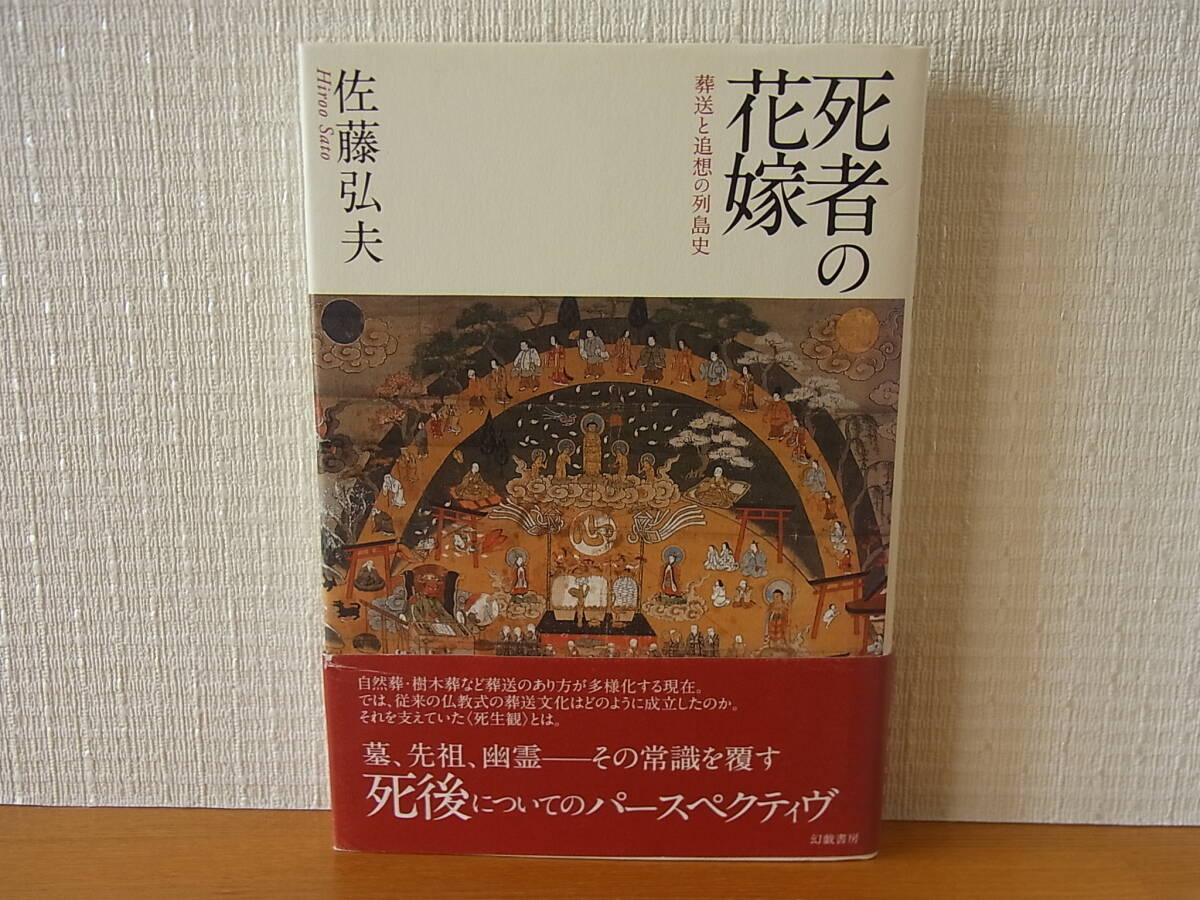 死者の
花嫁
葬送と追想の列島史
佐藤弘夫
Hiroo Sato
心
自然葬・樹木葬など葬送のあり方が多様化する現在。
では、従来の仏教式の葬送文化はどのように成立したのか。
それを支えていた〈死生観〉とは。
墓、先祖、幽霊――その常識を覆す
死後についてのパースペクティヴ
幻戯書房